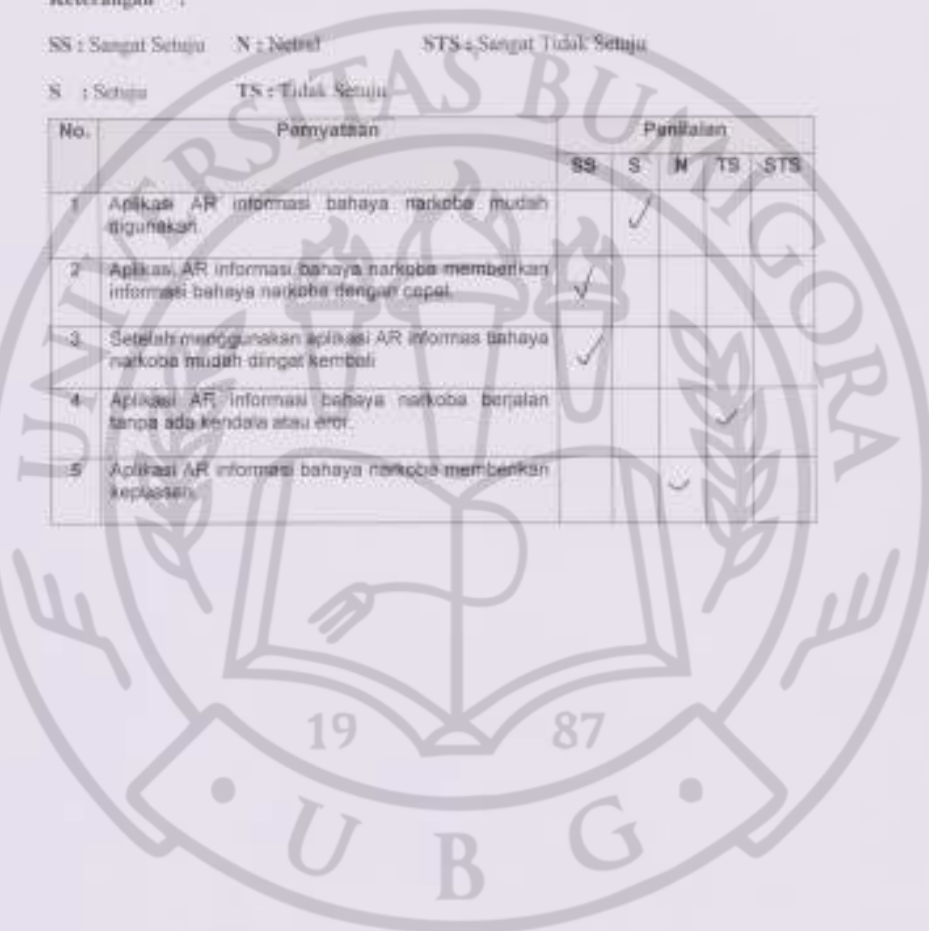 Keterangan :
SS : Sangat Setuju N : Netral STS : Sangat Tidak Setuju
S : Setuju TS : Tidak Setuju
No. Pernyataan Penilaian
SS S N TS STS
1 Aplikasi AR informasi bahaya narkoba mudah
digunakan.
2 Aplikasi AR informasi bahaya narkoba memberikan
informasi bahaya narkoba dengan cepat.
3 Setelah menggunakan aplikasi AR informas bahaya
narkoba mudah diingat kembali
4 Aplikasi AR informasi bahaya narkoba berjalan
tanpa ada kendala atau eror.
5 Aplikasi AR informasi bahaya narkoba memberikan
kepuasan.
UNIVERSITAS BUMIGORA
19 87
U B G